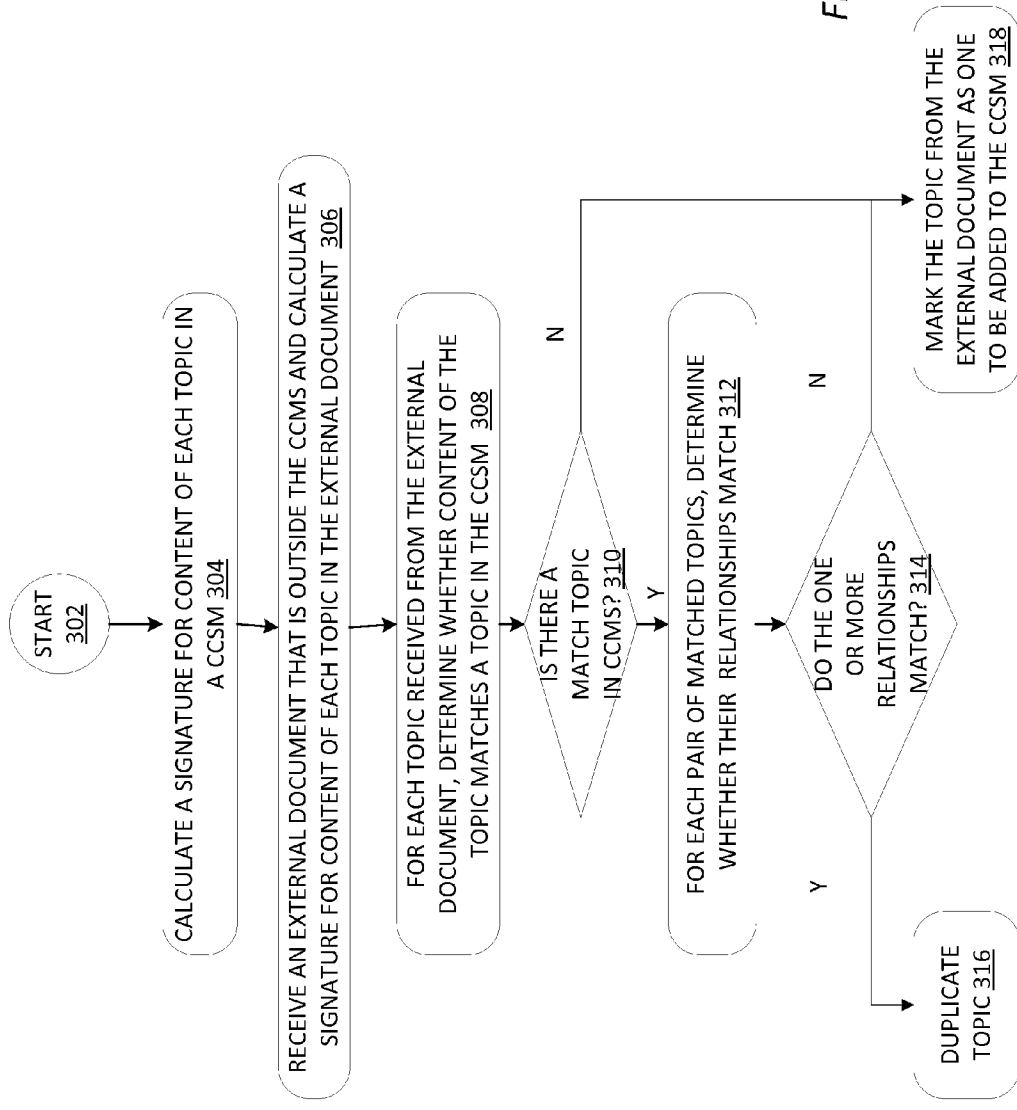 START
302
CALCULATE A SIGNATURE FOR CONTENT OF EACH TOPIC IN
A CCSM 304
RECEIVE AN EXTERNAL DOCUMENT THAT IS OUTSIDE THE CCMS AND CALCULATE A
SIGNATURE FOR CONTENT OF EACH TOPIC IN THE EXTERNAL DOCUMENT 306
FOR EACH TOPIC RECEIVED FROM THE EXTERNAL
DOCUMENT, DETERMINE WHETHER CONTENT OF THE
TOPIC MATCHES A TOPIC IN THE CCSM 308
IS THERE A
MATCH TOPIC
IN CCMS? 310
N
Y
FOR EACH PAIR OF MATCHED TOPICS, DETERMINE
WHETHER THEIR RELATIONSHIPS MATCH 312
Y
N
DO THE ONE
OR MORE
RELATIONSHIPS
MATCH? 314
DUPLICATE
TOPIC 316
MARK THE TOPIC FROM THE
EXTERNAL DOCUMENT AS ONE
TO BE ADDED TO THE CCSM 318